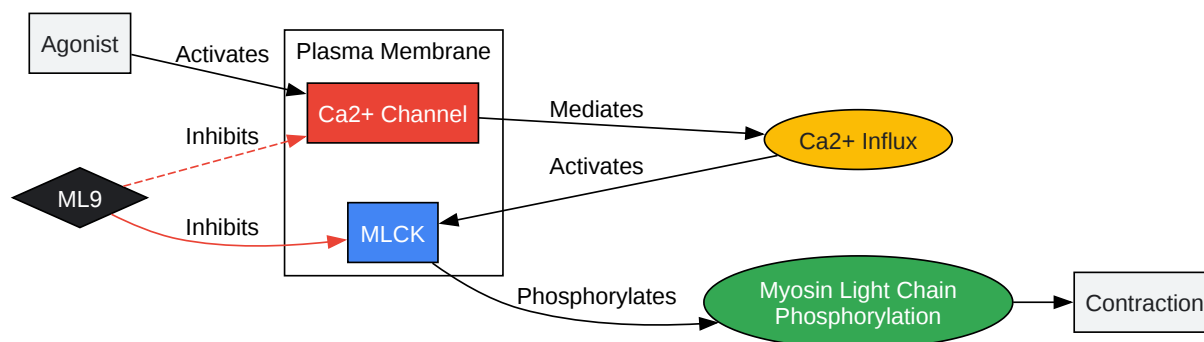 Agonist
Activates
Plasma Membrane
Ca2+ Channel
Mediates
Ca2+ Influx
Inhibits
Activates
ML9
Inhibits
MLCK
Phosphorylates
Myosin Light Chain
Phosphorylation
Contraction